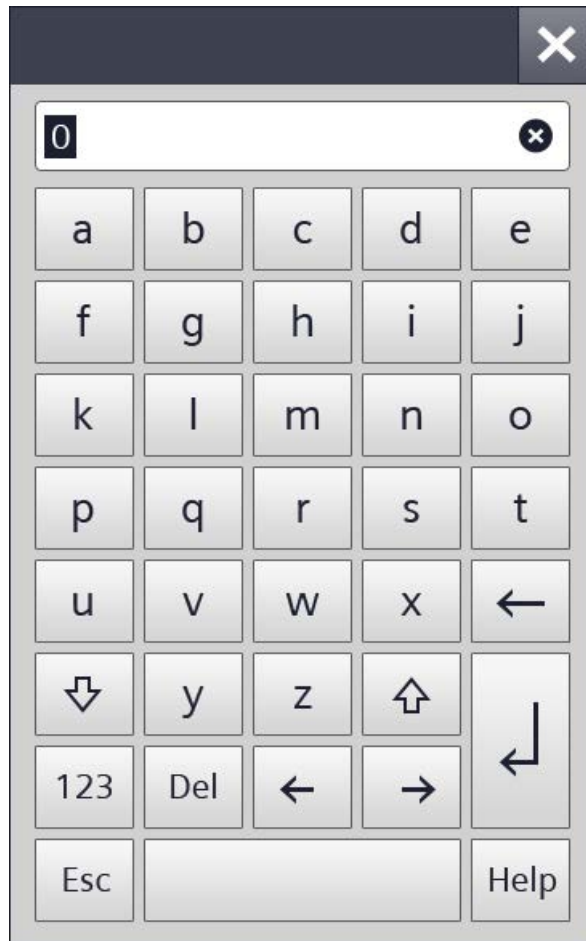 0
a b c d e
f g h i j
k l m n o
p q r s t
u v w x ←
⇩ y z ⇧
123 Del ← → ↵
Esc Help